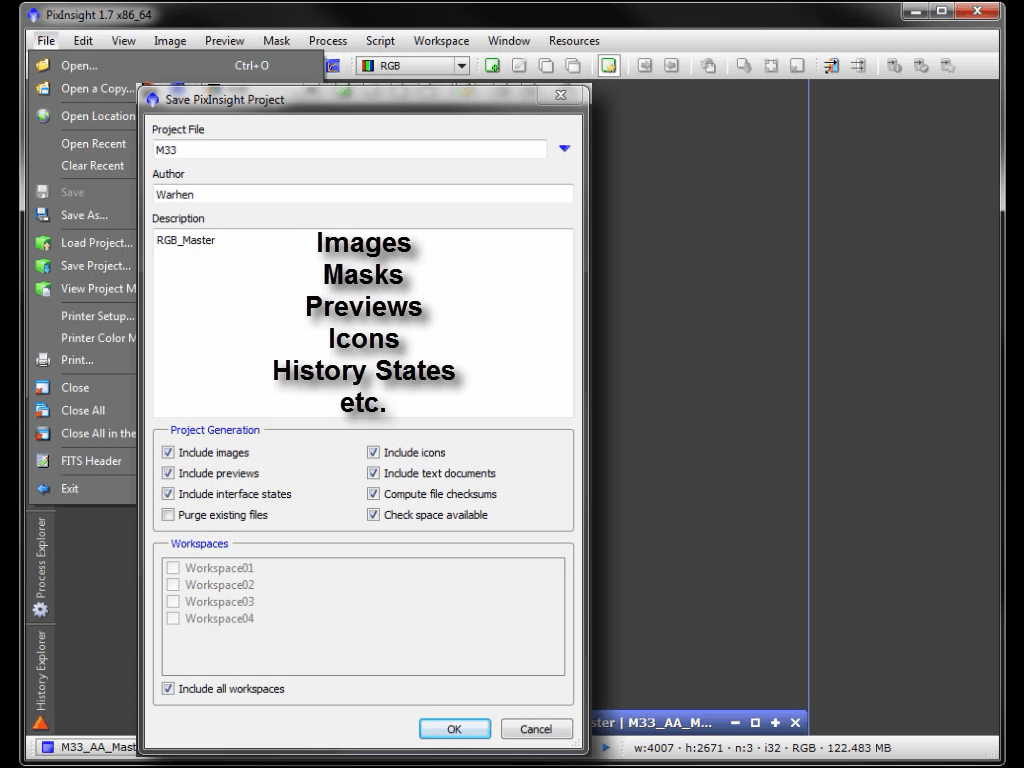 PixInsight 1.7 x86_64
File Edit View Image Preview Mask Process Script Workspace Window Resources
Open... Ctrl+O
RGB
Open a Copy...
Open Location
Open Recent
Clear Recent
Save
Save As...
Load Project...
Save Project...
View Project M
Printer Setup...
Printer Color M
Print...
Close
Close All
Close All in the
FITS Header
Exit
Process Explorer
History Explorer
Save PixInsight Project
Project File
M33
Author
Warhen
Description
RGB_Master
Images
Masks
Previews
Icons
History States
etc.
Project Generation
Include images Include icons
Include previews Include text documents
Include interface states Compute file checksums
Purge existing files Check space available
Workspaces
Workspace01
Workspace02
Workspace03
Workspace04
Include all workspaces
OK Cancel
ster | M33_AA_M...
M33_AA_Mast
w:4007 · h:2671 · n:3 · i32 · RGB · 122.483 MB